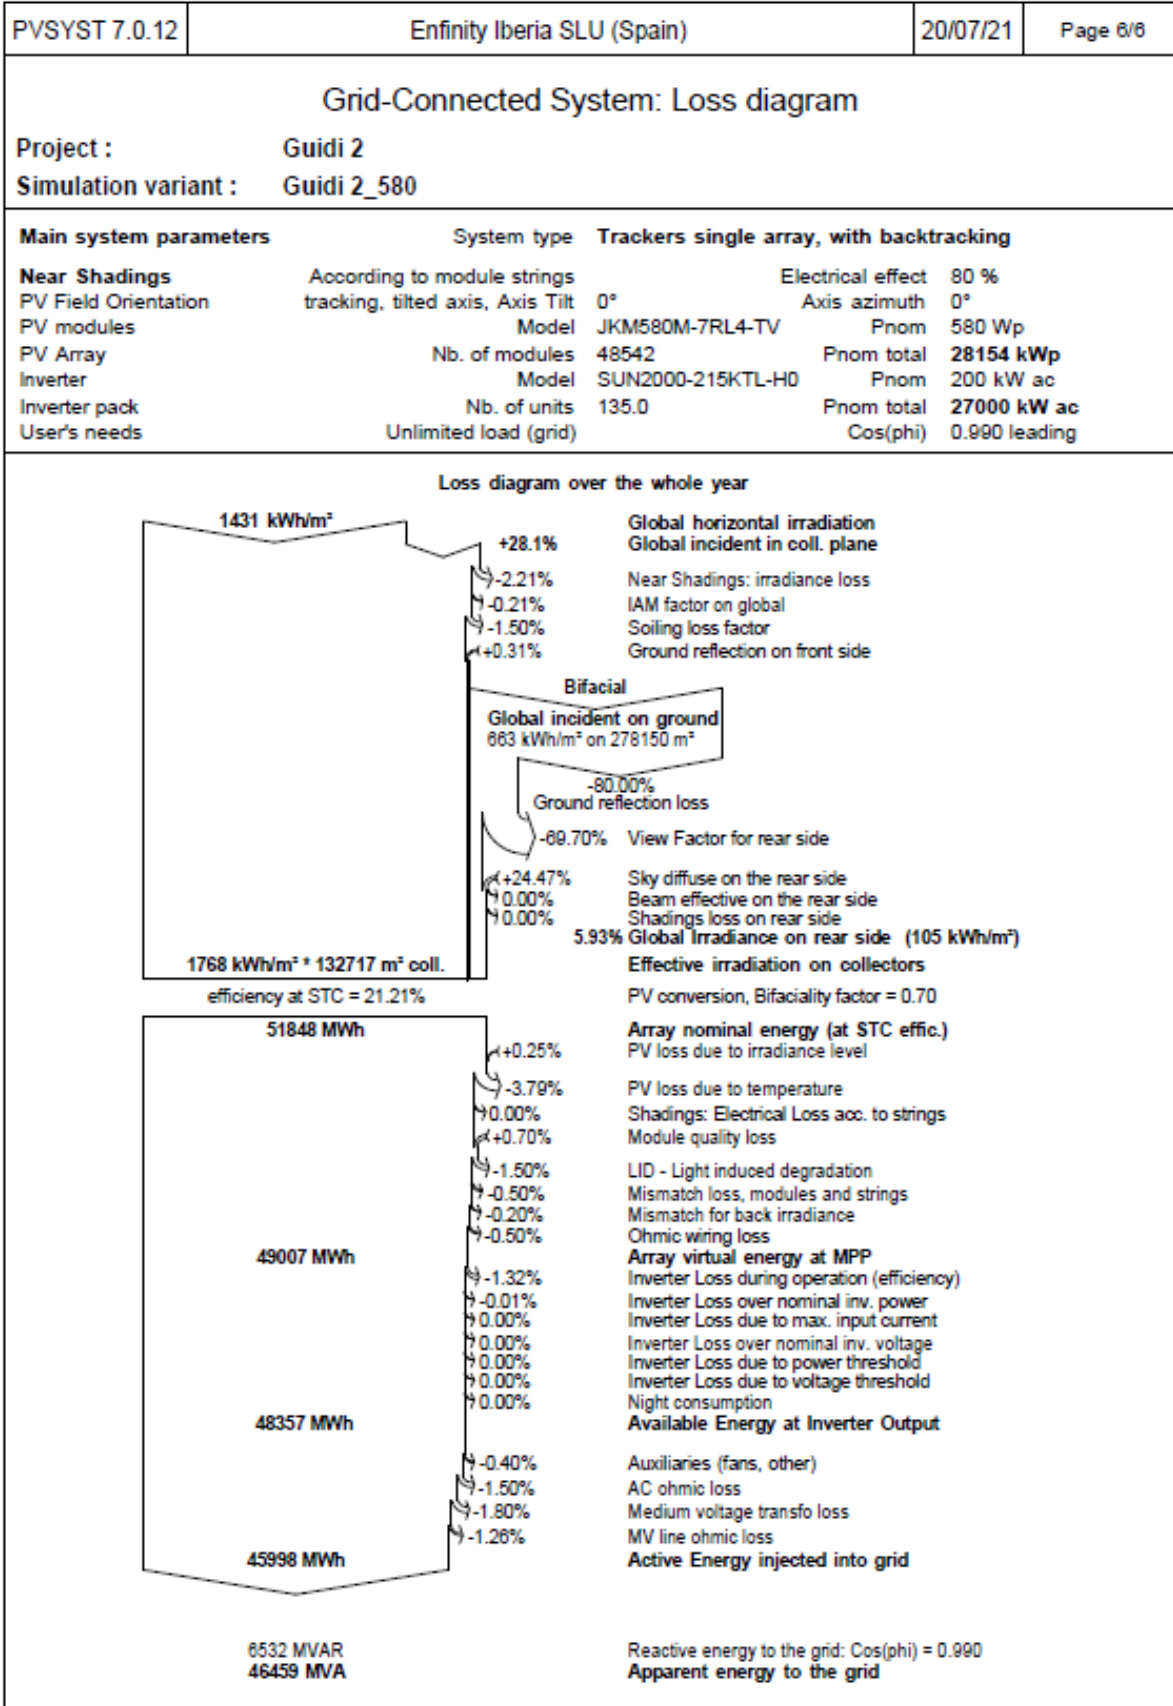 PVSYST 7.0.12 Enfinity Iberia SLU (Spain) 20/07/21 Page 6/6
Grid-Connected System: Loss diagram
Project : Guidi 2
Simulation variant : Guidi 2_580
Main system parameters System type Trackers single array, with backtracking
Near Shadings According to module strings Electrical effect 80 %
PV Field Orientation tracking, tilted axis, Axis Tilt 0° Axis azimuth 0°
PV modules Model JKM580M-7RL4-TV Pnom 580 Wp
PV Array Nb. of modules 48542 Pnom total 28154 kWp
Inverter Model SUN2000-215KTL-H0 Pnom 200 kW ac
Inverter pack Nb. of units 135.0 Pnom total 27000 kW ac
User's needs Unlimited load (grid) Cos(phi) 0.990 leading
Loss diagram over the whole year
1431 kWh/m² Global horizontal irradiation
+28.1% Global incident in coll. plane
-2.21% Near Shadings: irradiance loss
-0.21% IAM factor on global
-1.50% Soiling loss factor
+0.31% Ground reflection on front side
Bifacial
Global incident on ground
663 kWh/m² on 278150 m²
-80.00%
Ground reflection loss
-69.70% View Factor for rear side
+24.47% Sky diffuse on the rear side
0.00% Beam effective on the rear side
0.00% Shadings loss on rear side
5.93% Global Irradiance on rear side (105 kWh/m²)
1768 kWh/m² * 132717 m² coll. Effective irradiation on collectors
efficiency at STC = 21.21% PV conversion, Bifaciality factor = 0.70
51848 MWh Array nominal energy (at STC effic.)
+0.25% PV loss due to irradiance level
-3.79% PV loss due to temperature
0.00% Shadings: Electrical Loss acc. to strings
+0.70% Module quality loss
-1.50% LID - Light induced degradation
-0.50% Mismatch loss, modules and strings
-0.20% Mismatch for back irradiance
-0.50% Ohmic wiring loss
49007 MWh Array virtual energy at MPP
-1.32% Inverter Loss during operation (efficiency)
-0.01% Inverter Loss over nominal inv. power
0.00% Inverter Loss due to max. input current
0.00% Inverter Loss over nominal inv. voltage
0.00% Inverter Loss due to power threshold
0.00% Inverter Loss due to voltage threshold
0.00% Night consumption
48357 MWh Available Energy at Inverter Output
-0.40% Auxiliaries (fans, other)
-1.50% AC ohmic loss
-1.80% Medium voltage transfo loss
-1.26% MV line ohmic loss
45998 MWh Active Energy injected into grid
6532 MVAR Reactive energy to the grid: Cos(phi) = 0.990
46459 MVA Apparent energy to the grid